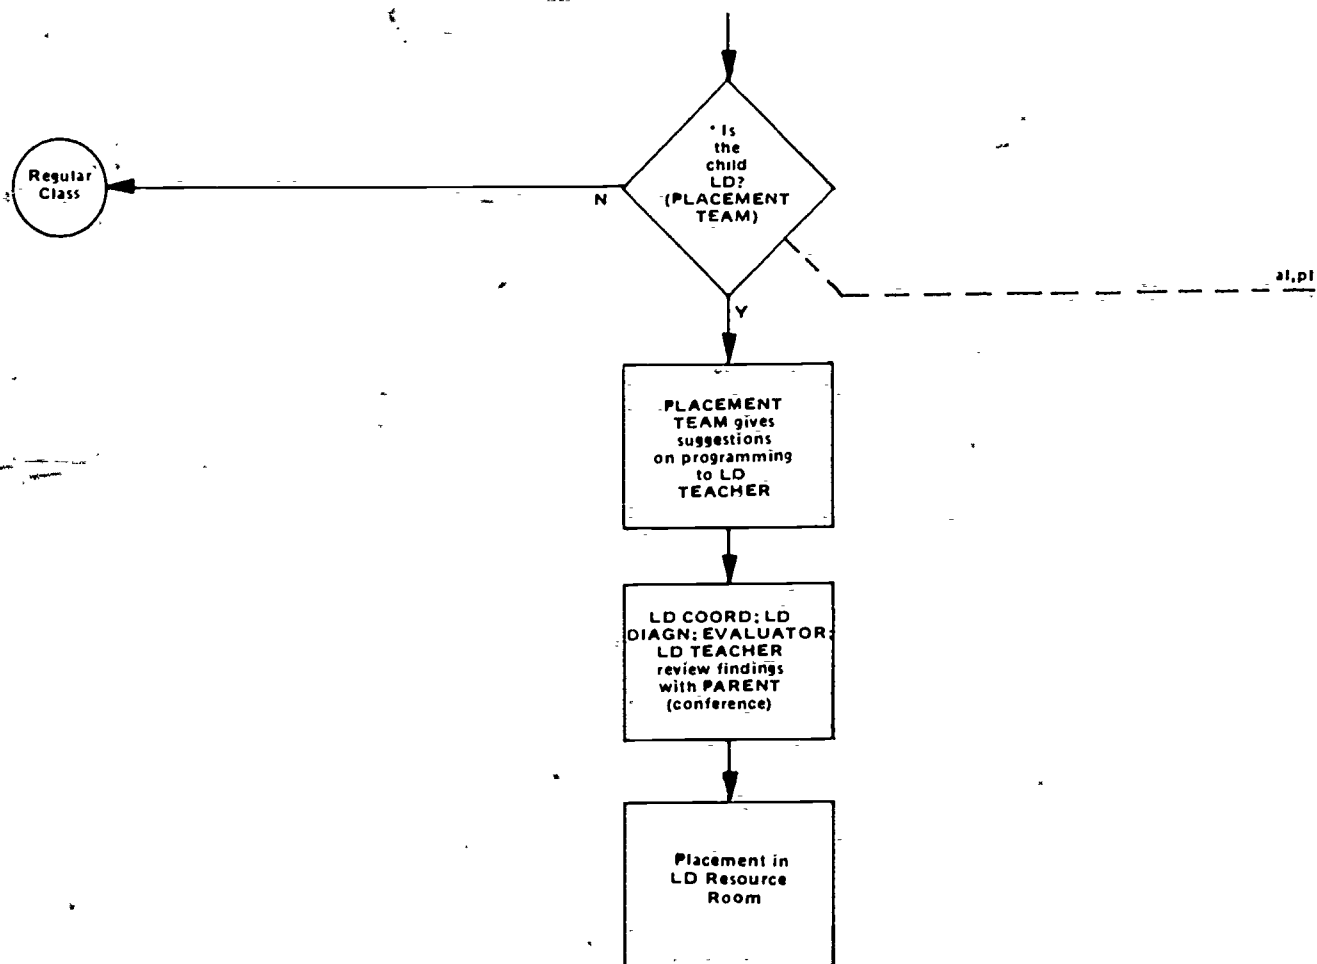 * Is
the
child
LD?
(PLACEMENT
TEAM)
Regular
Class
N
al,pl
Y
PLACEMENT
TEAM gives
suggestions
on programming
to LD
TEACHER
LD COORD; LD
DIAGN; EVALUATOR;
LD TEACHER
review findings
with PARENT
(conference)
Placement in
LD Resource
Room